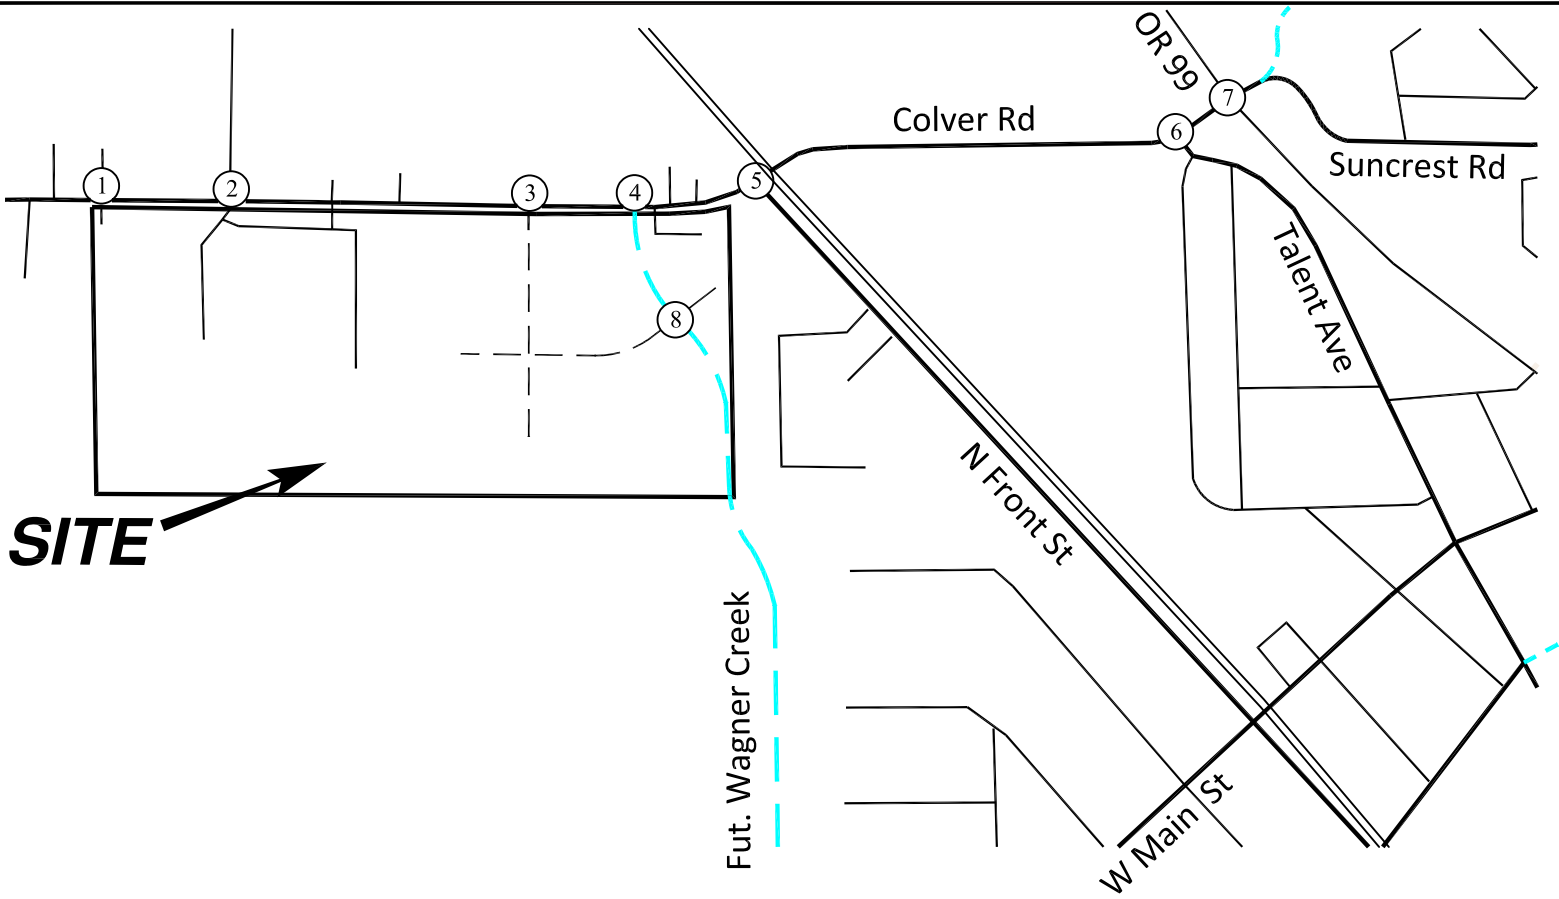 OR 99
7
Colver Rd
6
Suncrest Rd
1
2
3
4
5
Talent Ave
8
N Front St
SITE
Fut. Wagner Creek
W Main St